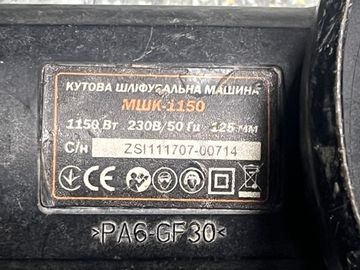 КУТОВА ШЛІФУВАЛЬНА МАШИНА
МШК-1150
1150 Вт 230В/50 Гц 125 мм
С/н ZSI111707-00714
CE
>PA6-GF30<